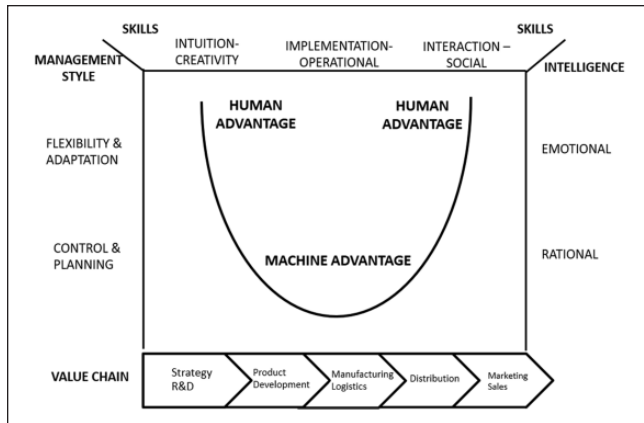 SKILLS
SKILLS
INTUITION-
CREATIVITY
IMPLEMENTATION-
OPERATIONAL
INTERACTION –
SOCIAL
MANAGEMENT
STYLE
INTELLIGENCE
HUMAN
ADVANTAGE
HUMAN
ADVANTAGE
FLEXIBILITY &
ADAPTATION
EMOTIONAL
CONTROL &
PLANNING
MACHINE ADVANTAGE
RATIONAL
VALUE CHAIN
Strategy
R&D
Product
Development
Manufacturing
Logistics
Distribution
Marketing
Sales